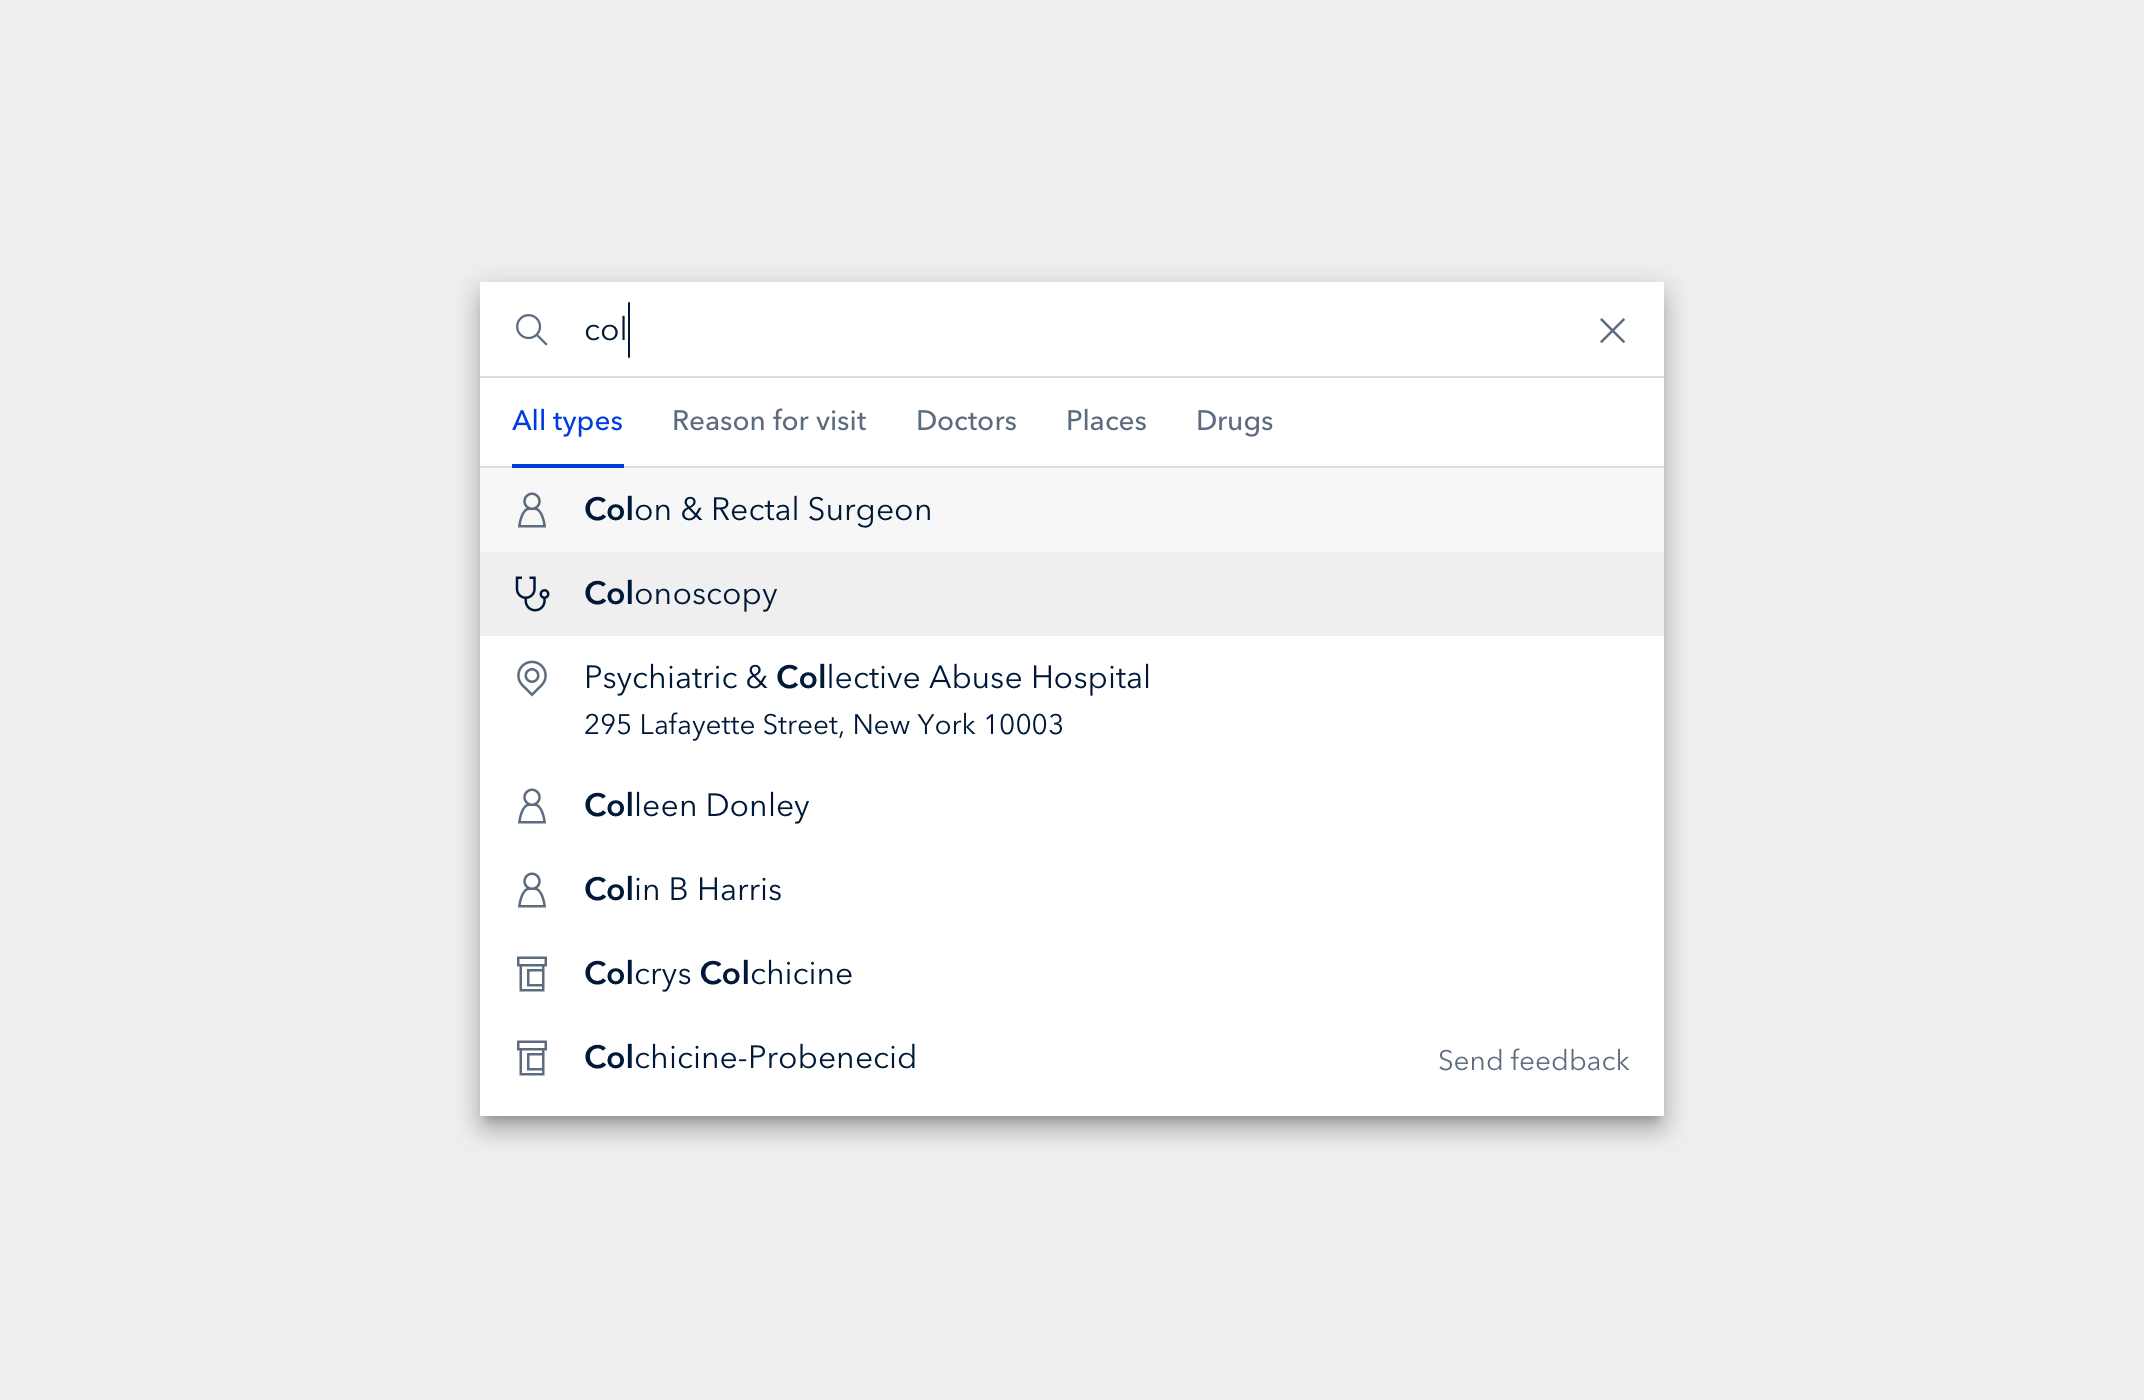 col
All types Reason for visit Doctors Places Drugs
Colon & Rectal Surgeon
Colonoscopy
Psychiatric & Collective Abuse Hospital
295 Lafayette Street, New York 10003
Colleen Donley
Colin B Harris
Colcrys Colchicine
Colchicine-Probenecid
Send feedback